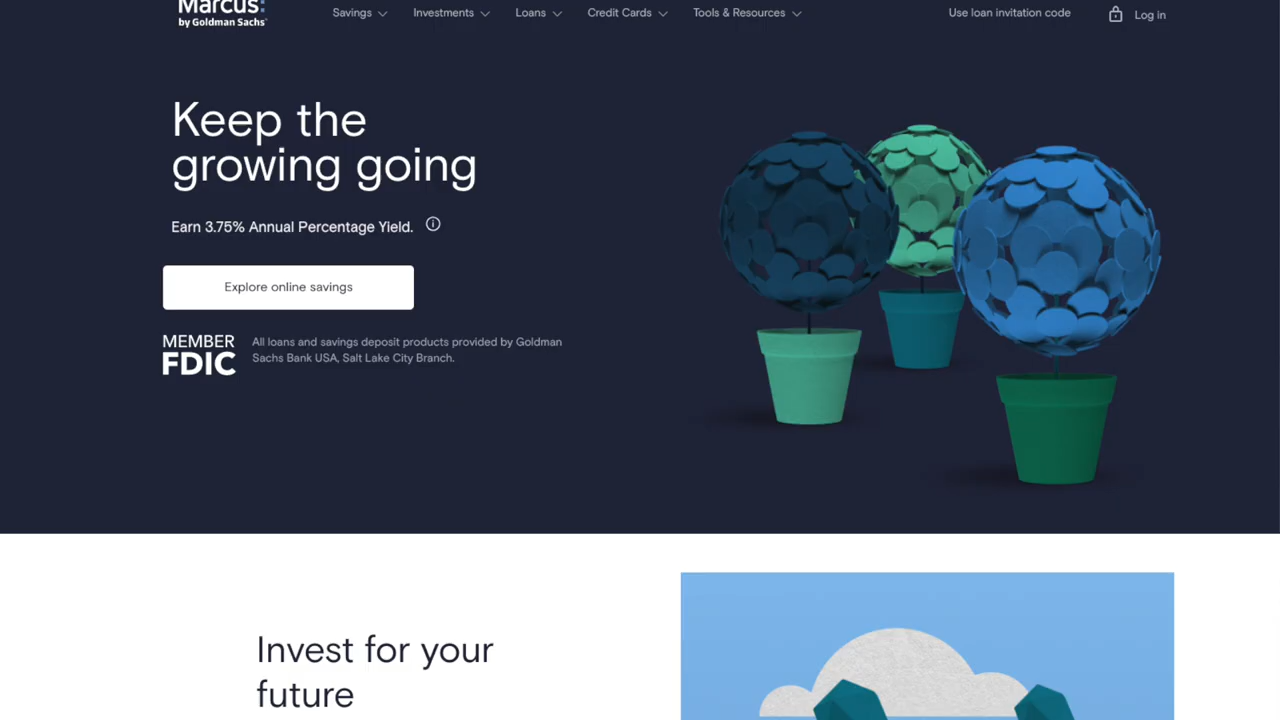 Marcus:
by Goldman Sachs®
Savings
Investments
Loans
Credit Cards
Tools & Resources
Use loan invitation code
Log in
Keep the
growing going
Earn 3.75% Annual Percentage Yield.
Explore online savings
MEMBER
FDIC
All loans and savings deposit products provided by Goldman
Sachs Bank USA, Salt Lake City Branch.
Invest for your
future